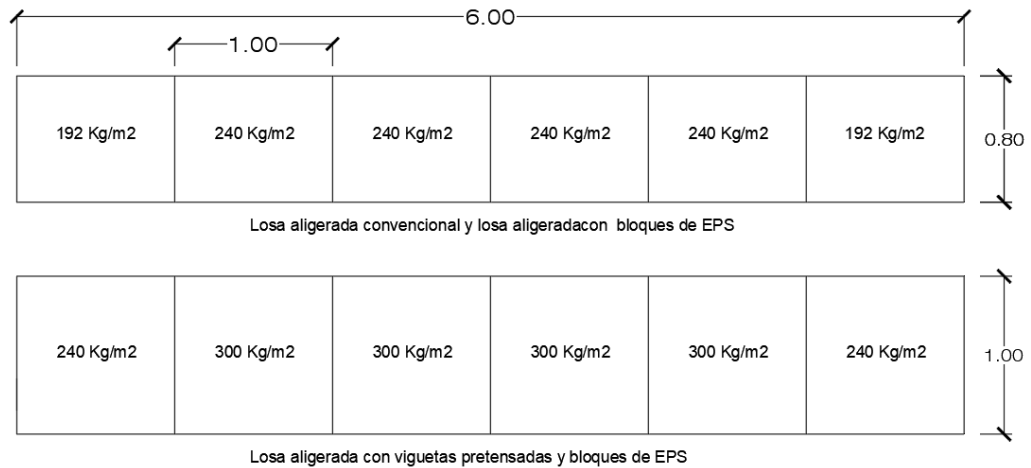 6.00
1.00
192 Kg/m2 240 Kg/m2 240 Kg/m2 240 Kg/m2 240 Kg/m2 192 Kg/m2
0.80
Losa aligerada convencional y losa aligeradacon bloques de EPS
240 Kg/m2 300 Kg/m2 300 Kg/m2 300 Kg/m2 300 Kg/m2 240 Kg/m2
1.00
Losa aligerada con viguetas pretensadas y bloques de EPS